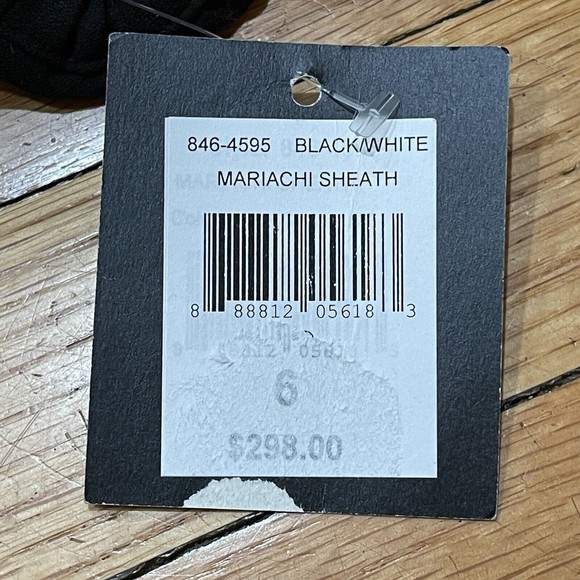 846-4595 BLACK/WHITE
MARIACHI SHEATH
8 88812 05618 3
6
$298.00